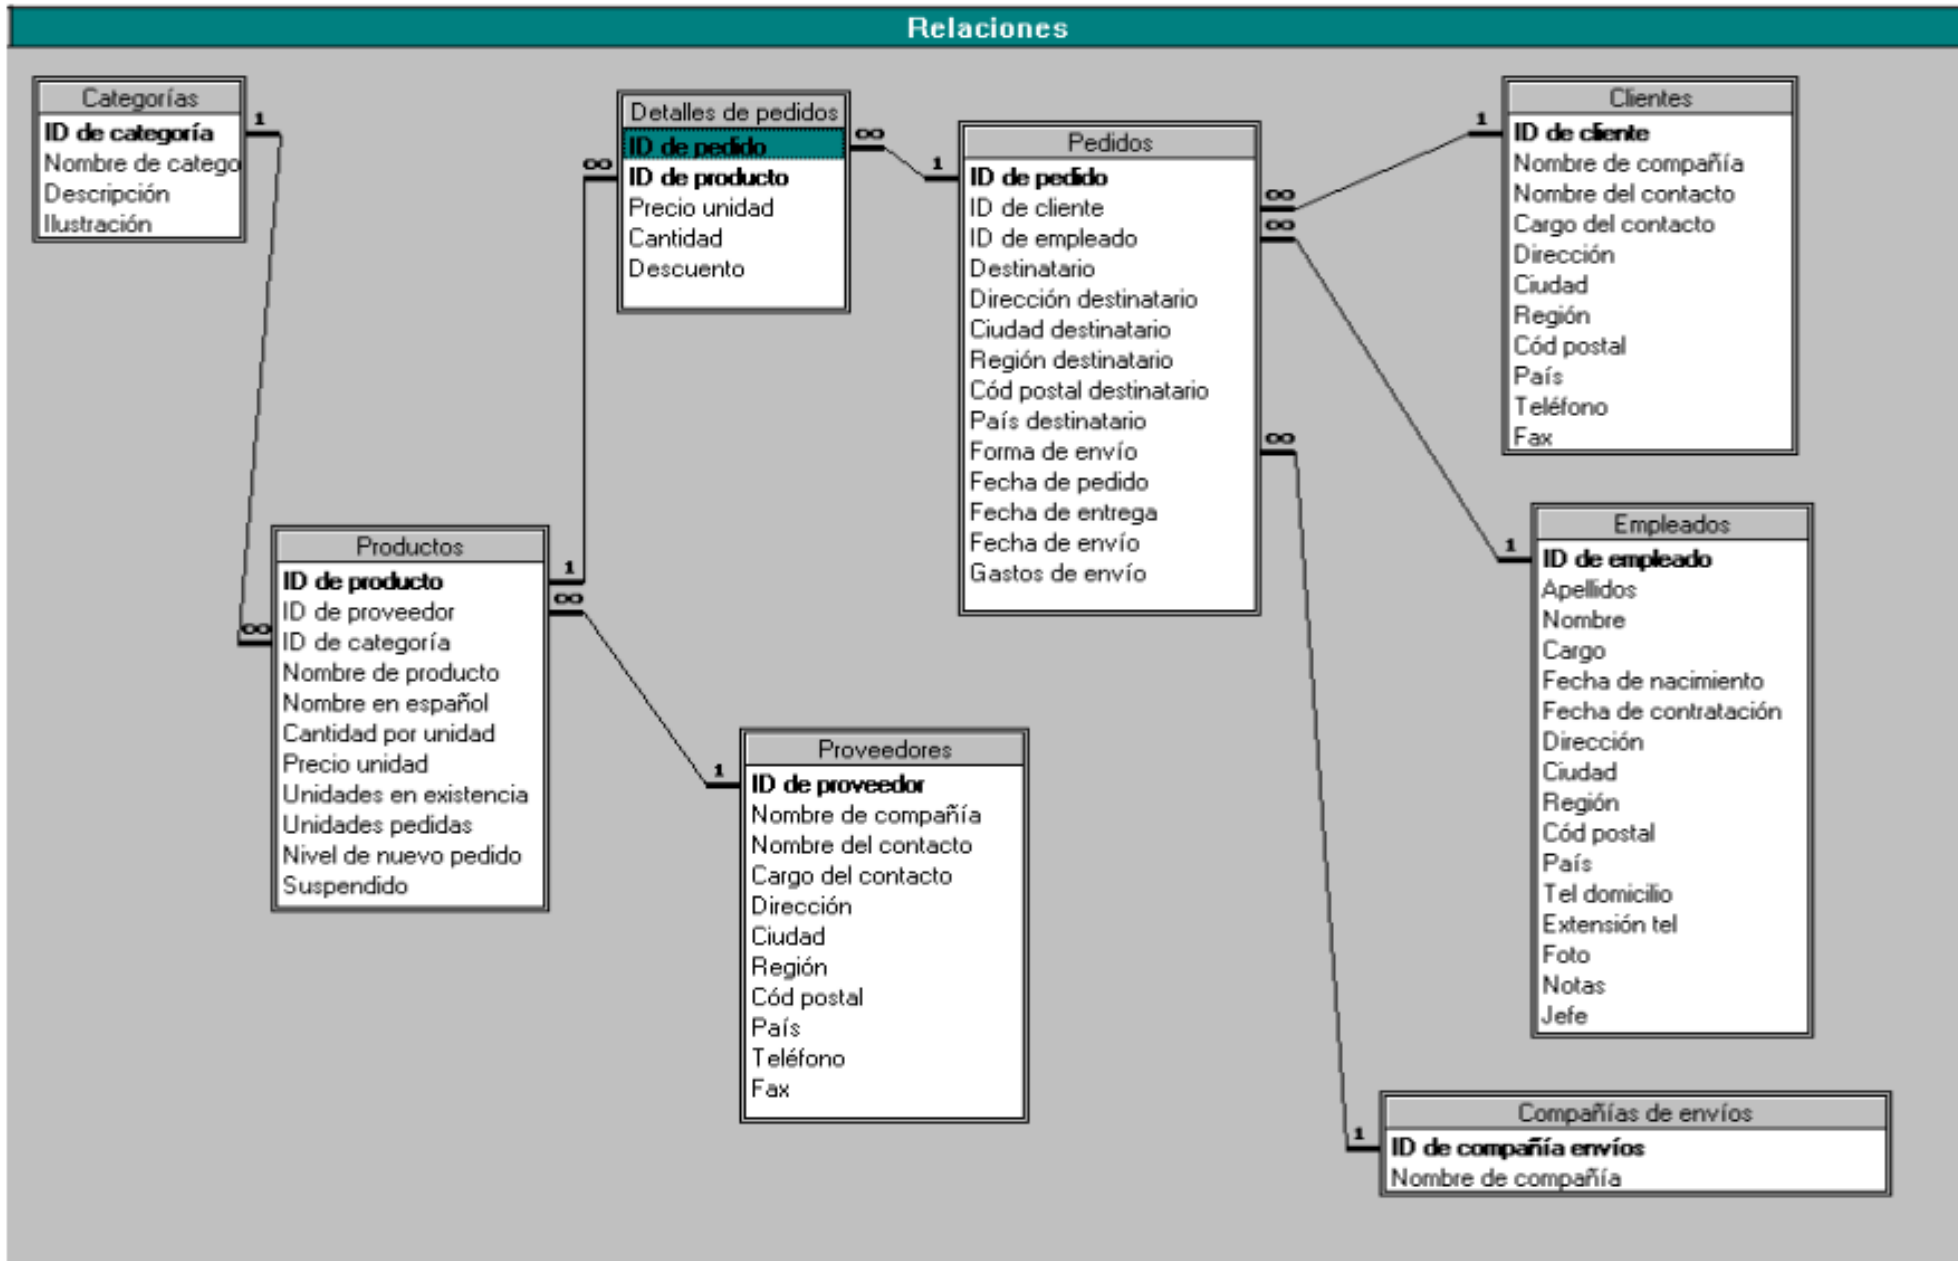 Relaciones
Categorías
ID de categoría
Nombre de catego
Descripción
Ilustración
1
∞
Detalles de pedidos
ID de pedido
ID de producto
Precio unidad
Cantidad
Descuento
∞
∞
1
Pedidos
ID de pedido
ID de cliente
ID de empleado
Destinatario
Dirección destinatario
Ciudad destinatario
Región destinatario
Cód postal destinatario
País destinatario
Forma de envío
Fecha de pedido
Fecha de entrega
Fecha de envío
Gastos de envío
∞
∞
∞
1
Clientes
ID de cliente
Nombre de compañía
Nombre del contacto
Cargo del contacto
Dirección
Ciudad
Región
Cód postal
País
Teléfono
Fax
Productos
ID de producto
ID de proveedor
ID de categoría
Nombre de producto
Nombre en español
Cantidad por unidad
Precio unidad
Unidades en existencia
Unidades pedidas
Nivel de nuevo pedido
Suspendido
1
∞
1
Proveedores
ID de proveedor
Nombre de compañía
Nombre del contacto
Cargo del contacto
Dirección
Ciudad
Región
Cód postal
País
Teléfono
Fax
1
Empleados
ID de empleado
Apellidos
Nombre
Cargo
Fecha de nacimiento
Fecha de contratación
Dirección
Ciudad
Región
Cód postal
País
Tel domicilio
Extensión tel
Foto
Notas
Jefe
1
Compañías de envíos
ID de compañía envíos
Nombre de compañía